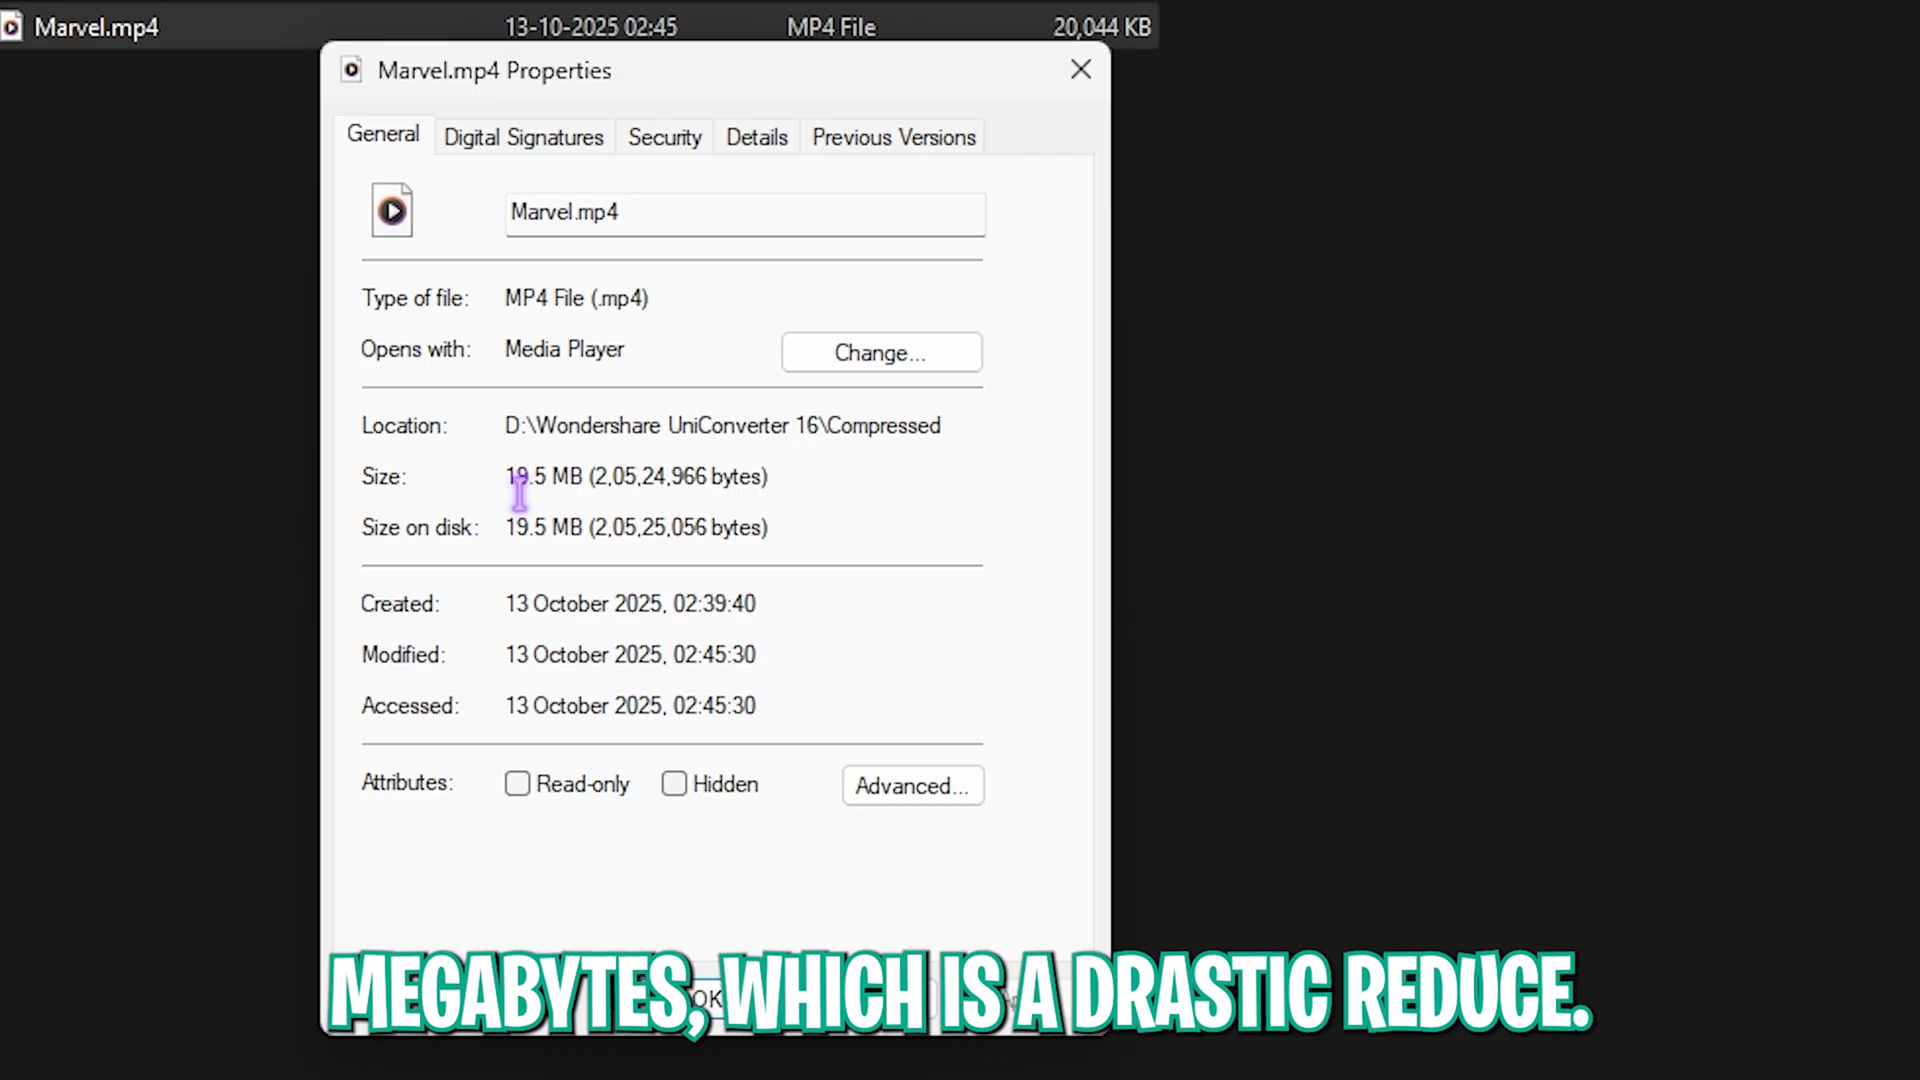 Marvel.mp4 13-10-2025 02:45 MP4 File 20,044 KB
Marvel.mp4 Properties
General Digital Signatures Security Details Previous Versions
Marvel.mp4
Type of file: MP4 File (.mp4)
Opens with: Media Player Change...
Location: D:\Wondershare UniConverter 16\Compressed
Size: 19.5 MB (2,05,24,966 bytes)
Size on disk: 19.5 MB (2,05,25,056 bytes)
Created: 13 October 2025, 02:39:40
Modified: 13 October 2025, 02:45:30
Accessed: 13 October 2025, 02:45:30
Attributes: Read-only Hidden Advanced...
OK
MEGABYTES, WHICH IS A DRASTIC REDUCE.